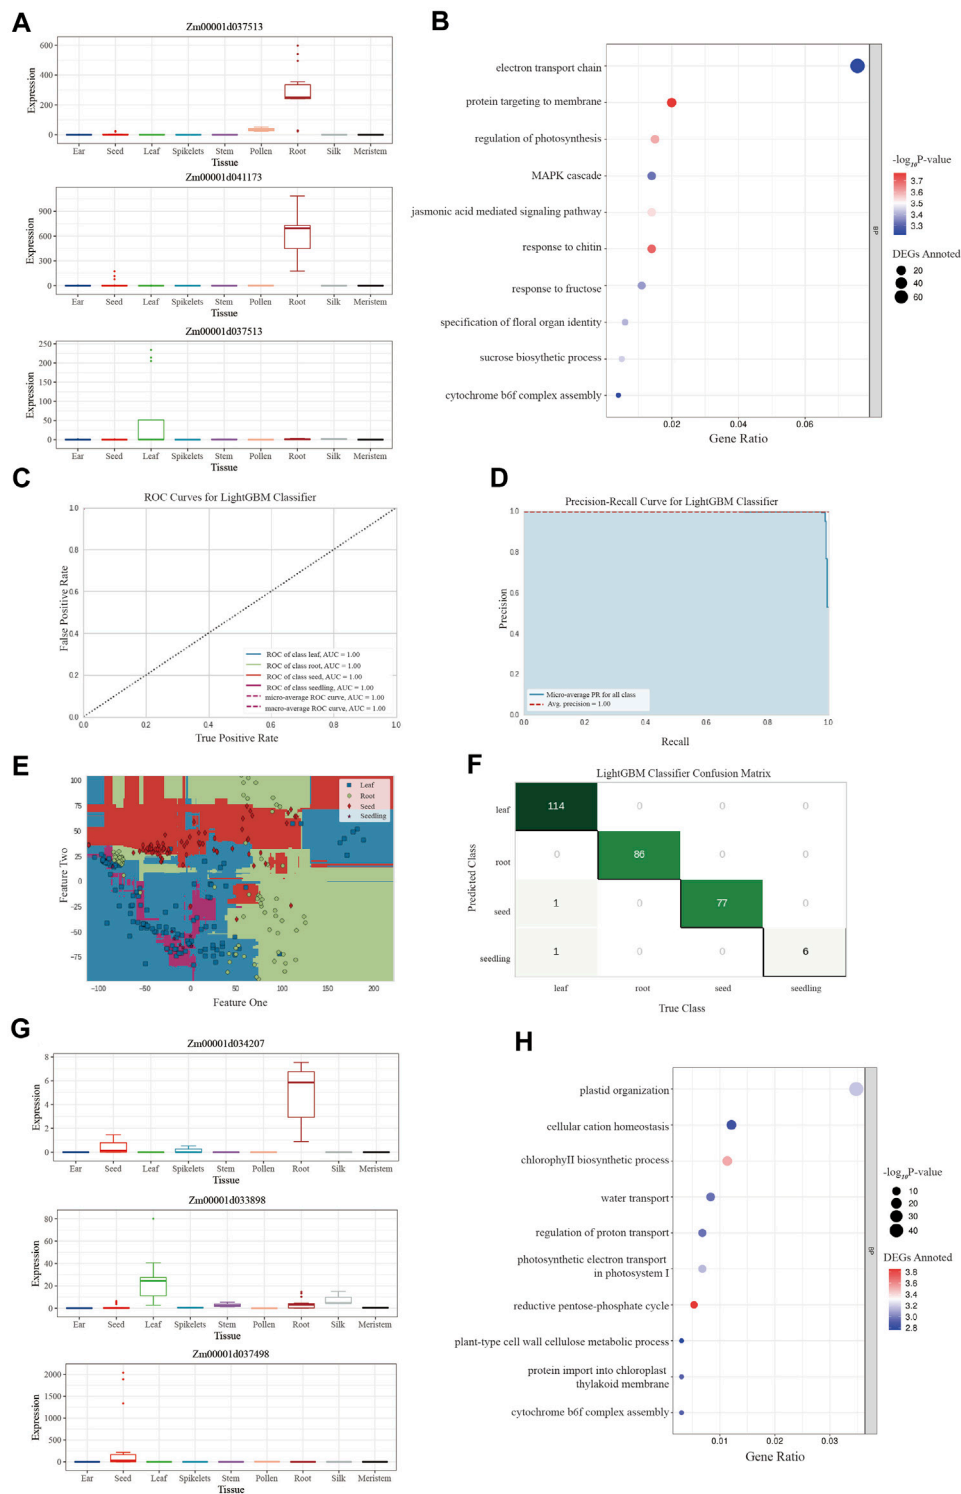 A
Zm00001d037513
600
400
200
0
Expression
Ear Seed Leaf Spikelets Stem Pollen Root Silk Meristem
Tissue
Zm00001d041173
900
600
300
0
Expression
Ear Seed Leaf Spikelets Stem Pollen Root Silk Meristem
Tissue
Zm00001d037513
250
200
150
100
50
0
Expression
Ear Seed Leaf Spikelets Stem Pollen Root Silk Meristem
Tissue
B
electron transport chain
protein targeting to membrane
regulation of photosynthesis
MAPK cascade
jasmonic acid mediated signaling pathway
response to chitin
response to fructose
specification of floral organ identity
sucrose biosythetic process
cytochrome b6f complex assembly
0.02 0.04 0.06
Gene Ratio
BP
-log10P-value
3.7
3.6
3.5
3.4
3.3
DEGs Annoted
20
40
60
C
ROC Curves for LightGBM Classifier
1.0
0.8
0.6
0.4
0.2
0.0
False Positive Rate
ROC of class leaf, AUC = 1.00
ROC of class root, AUC = 1.00
ROC of class seed, AUC = 1.00
ROC of class seedling, AUC = 1.00
micro-average ROC curve, AUC = 1.00
macro-average ROC curve, AUC = 1.00
0.0 0.2 0.4 0.6 0.8 1.0
True Positive Rate
D
Precision-Recall Curve for LightGBM Classifier
1.0
0.8
0.6
0.4
0.2
0.0
Precision
Micro-average PR for all class
Avg. precision = 1.00
0.0 0.2 0.4 0.6 0.8 1.0
Recall
E
100
75
50
25
0
-25
-50
-75
Feature Two
Leaf
Root
Seed
Seedling
-100 -50 0 50 100 150 200
Feature One
F
LightGBM Classifier Confusion Matrix
leaf 114 0 0 0
root 0 86 0 0
seed 1 0 77 0
seedling 1 0 0 6
Predicted Class
leaf root seed seedling
True Class
G
Zm00001d034207
8
6
4
2
0
Expression
Ear Seed Leaf Spikelets Stem Pollen Root Silk Meristem
Tissue
Zm00001d033898
80
60
40
20
0
Expression
Ear Seed Leaf Spikelets Stem Pollen Root Silk Meristem
Tissue
Zm00001d037498
2000
1500
1000
500
0
Expression
Ear Seed Leaf Spikelets Stem Pollen Root Silk Meristem
Tissue
H
plastid organization
cellular cation homeostasis
chlorophyII biosynthetic process
water transport
regulation of proton transport
photosynthetic electron transport
in photosystem I
reductive pentose-phosphate cycle
plant-type cell wall cellulose metabolic process
protein import into chloroplast
thylakoid membrane
cytochrome b6f complex assembly
0.01 0.02 0.03
Gene Ratio
BP
-log10P-value
10
20
30
40
DEGs Annoted
3.8
3.6
3.4
3.2
3.0
2.8